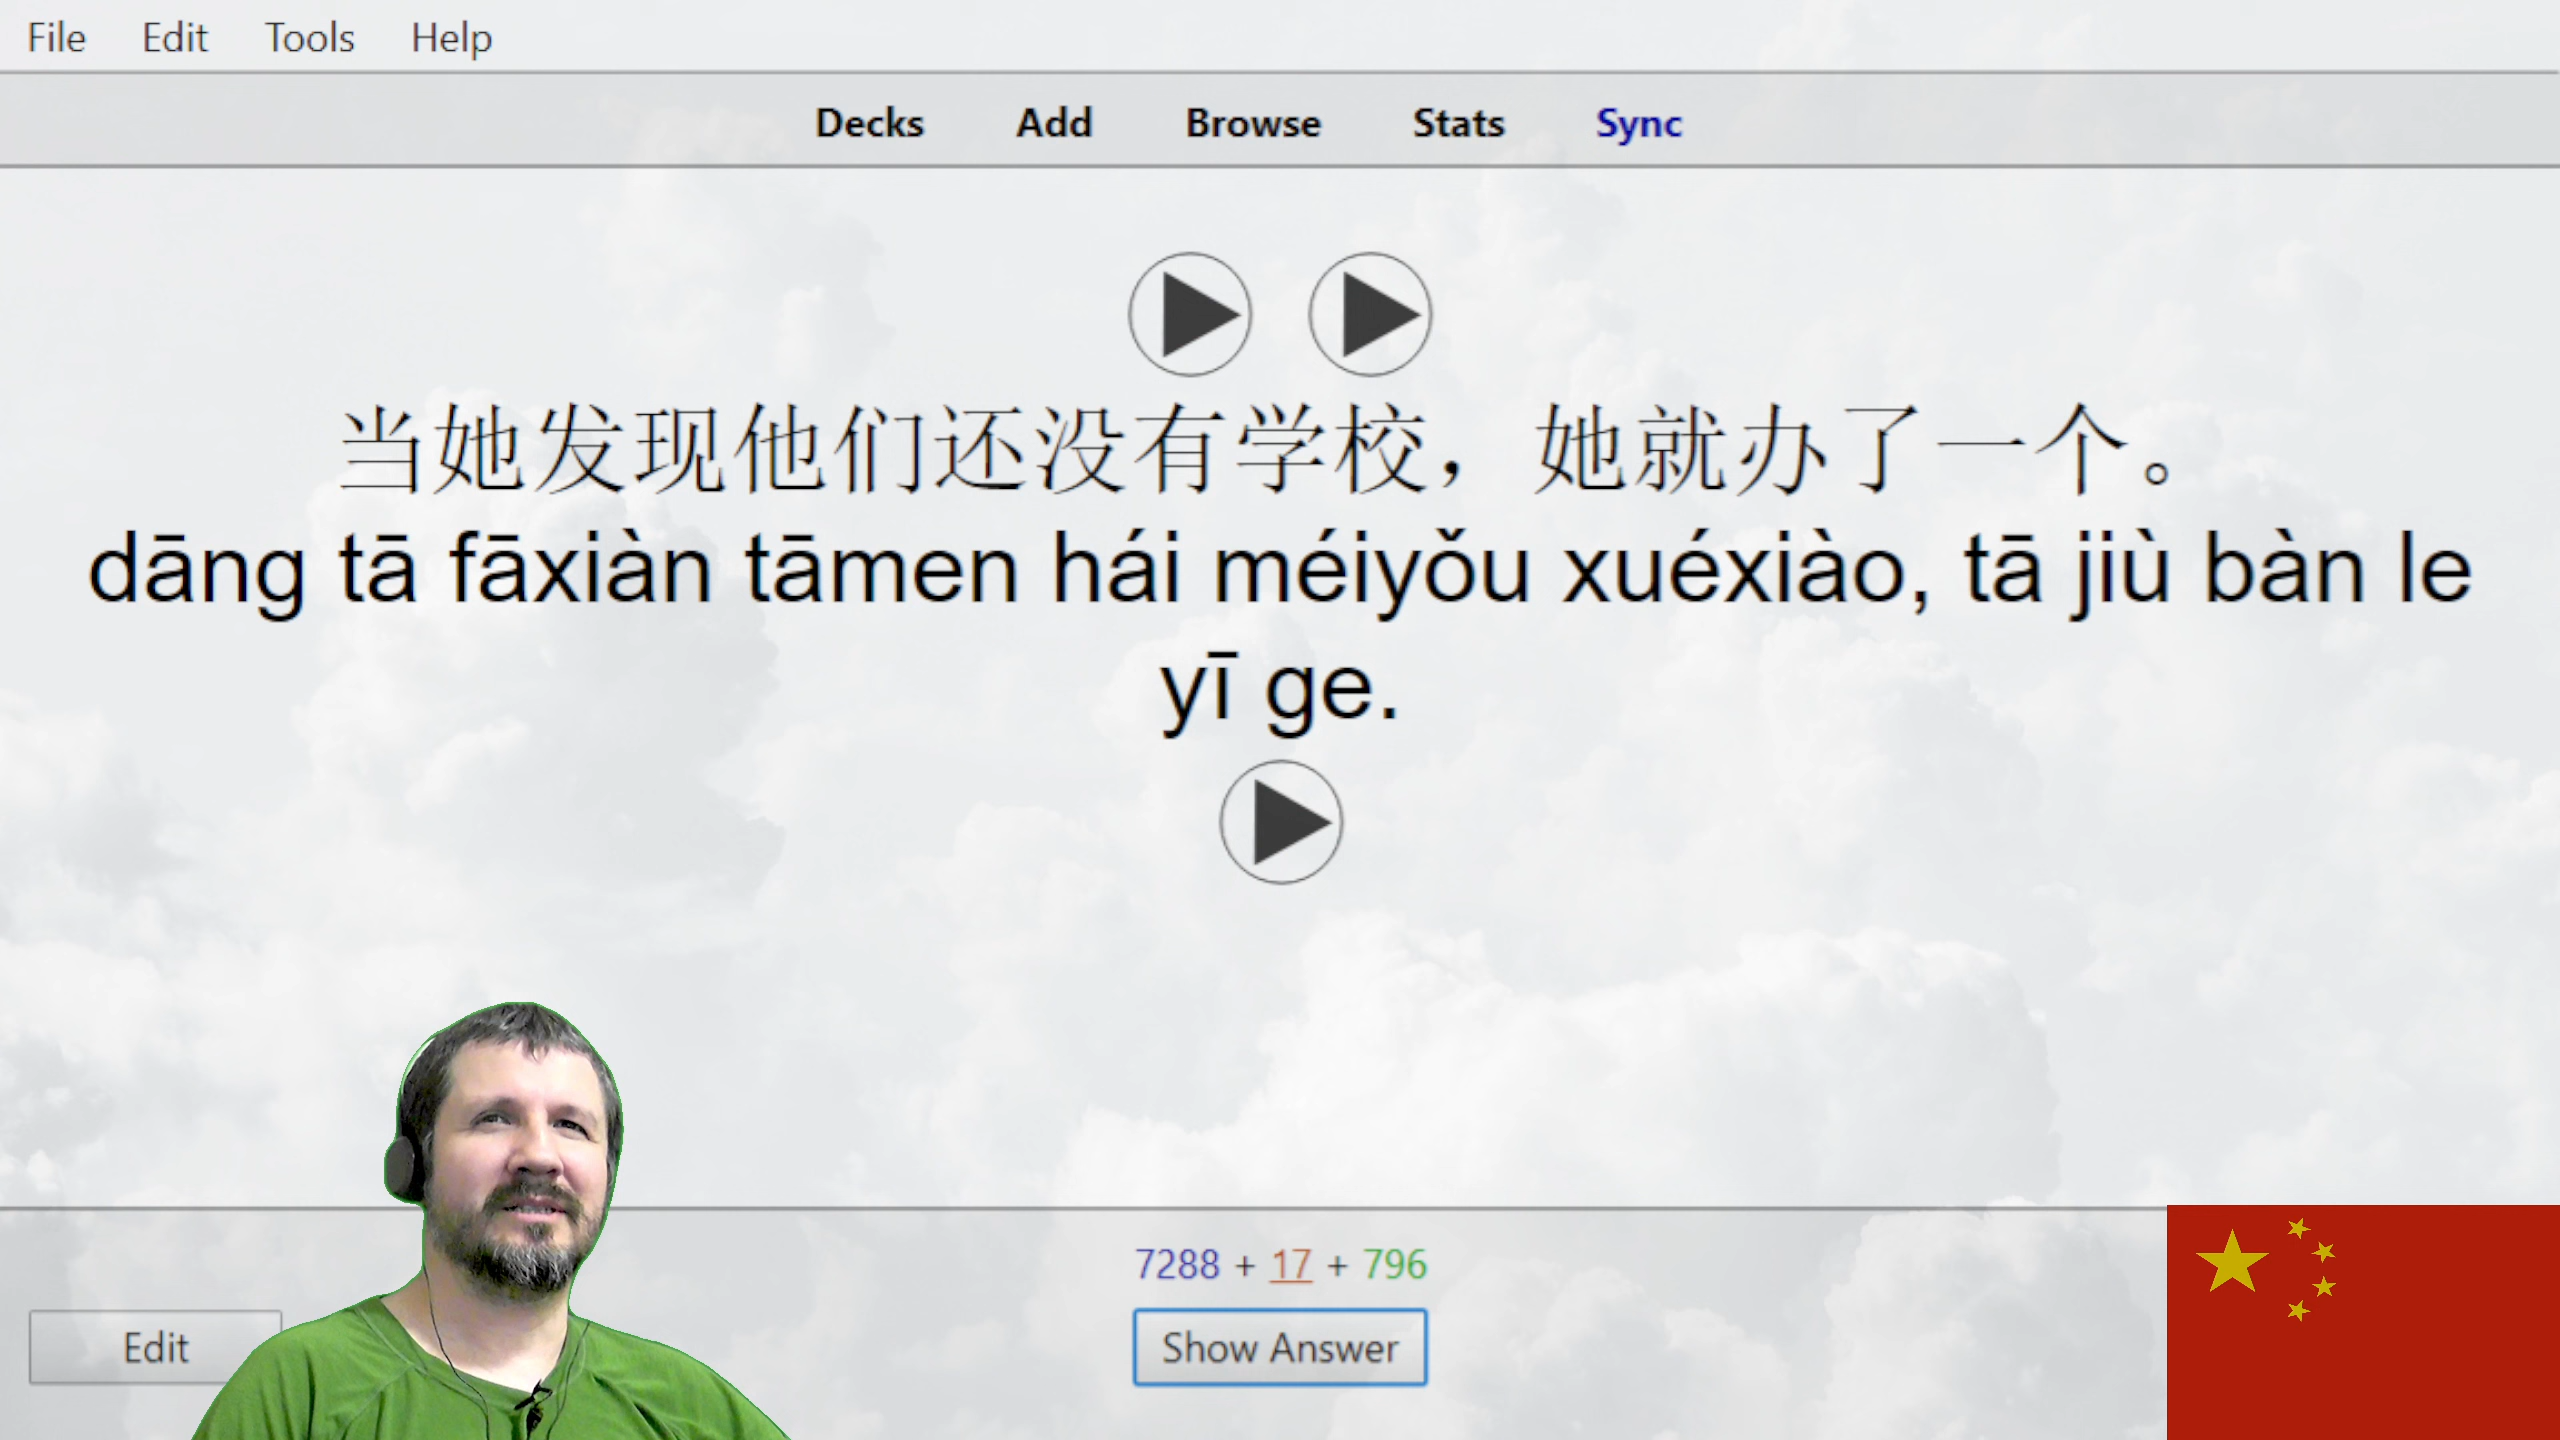 File Edit Tools Help
Decks Add Browse Stats Sync
当她发现他们还没有学校，她就办了一个。
dāng tā fāxiàn tāmen hái méiyǒu xuéxiào, tā jiù bàn le
yī ge.
7288 + 17 + 796
Edit Show Answer